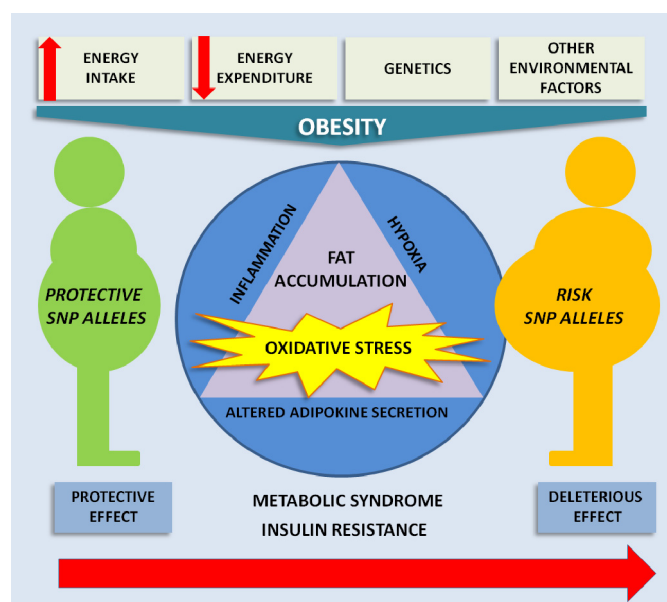 ENERGY
INTAKE
ENERGY
EXPENDITURE
GENETICS
OTHER
ENVIRONMENTAL
FACTORS
OBESITY
INFLAMMATION
HYPOXIA
FAT
ACCUMULATION
PROTECTIVE
SNP ALLELES
RISK
SNP ALLELES
OXIDATIVE STRESS
ALTERED ADIPOKINE SECRETION
PROTECTIVE
EFFECT
METABOLIC SYNDROME
INSULIN RESISTANCE
DELETERIOUS
EFFECT